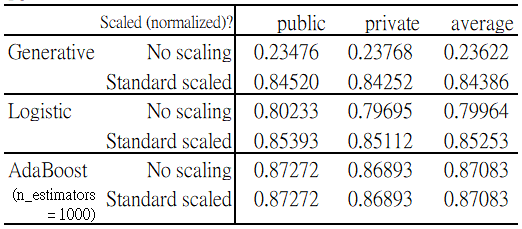 Scaled (normalized)? public private average
Generative No scaling 0.23476 0.23768 0.23622
Standard scaled 0.84520 0.84252 0.84386
Logistic No scaling 0.80233 0.79695 0.79964
Standard scaled 0.85393 0.85112 0.85253
AdaBoost No scaling 0.87272 0.86893 0.87083
(n_estimators = 1000) Standard scaled 0.87272 0.86893 0.87083